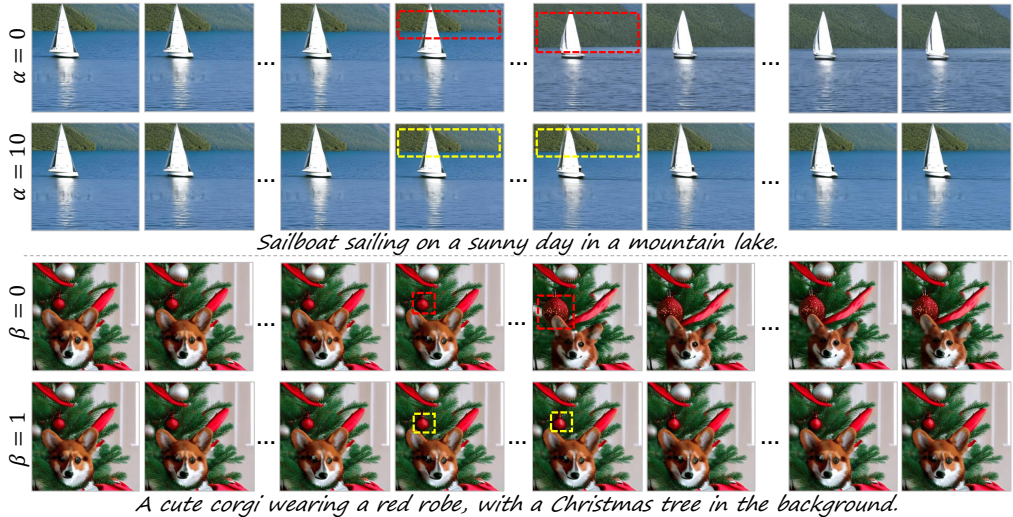 α = 0
... ... ...
α = 10
... ... ...
Sailboat sailing on a sunny day in a mountain lake.
β = 0
... ... ...
β = 1
... ... ...
A cute corgi wearing a red robe, with a Christmas tree in the background.